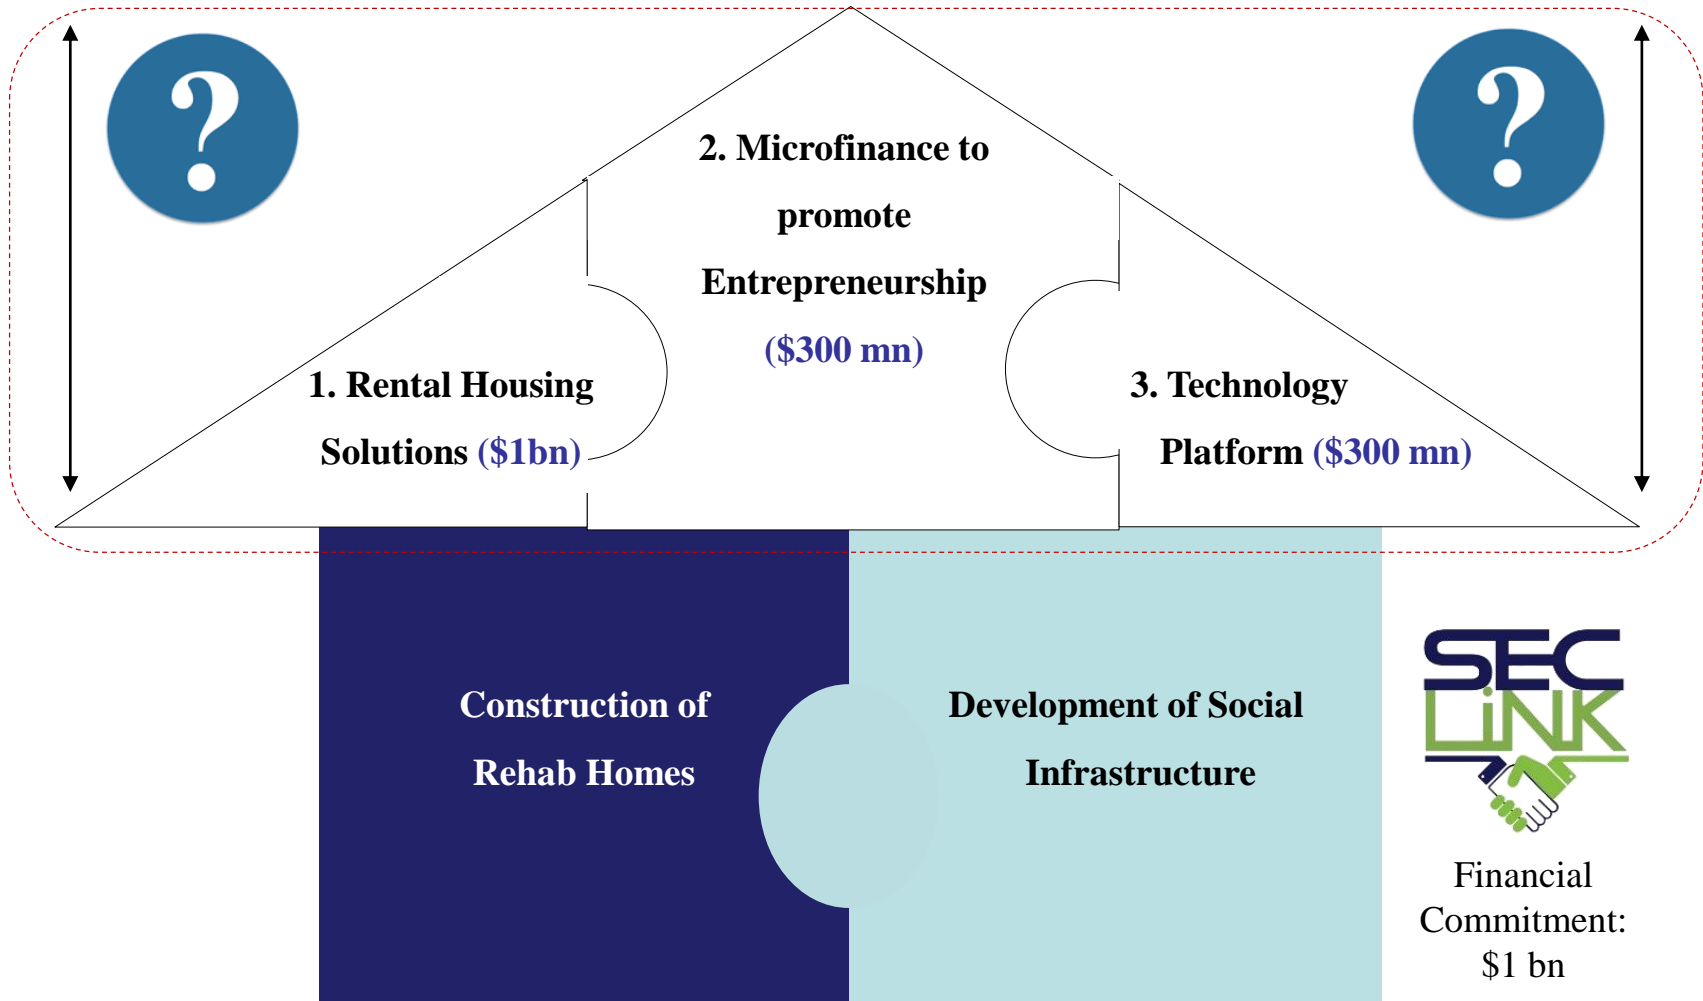 ?
?
2. Microfinance to
promote
Entrepreneurship
($300 mn)
1. Rental Housing
Solutions ($1bn)
3. Technology
Platform ($300 mn)
Construction of
Rehab Homes
Development of Social
Infrastructure
SEC
LiNK
Financial
Commitment:
$1 bn